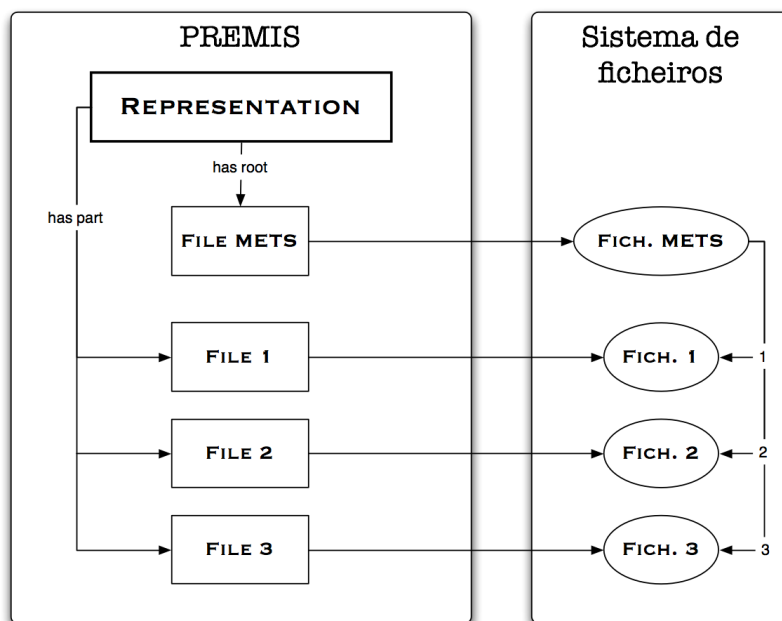 PREMIS
REPRESENTATION
has root
has part
FILE METS
FILE 1
FILE 2
FILE 3
Sistema de
ficheiros
FICH. METS
FICH. 1
1
FICH. 2
2
FICH. 3
3